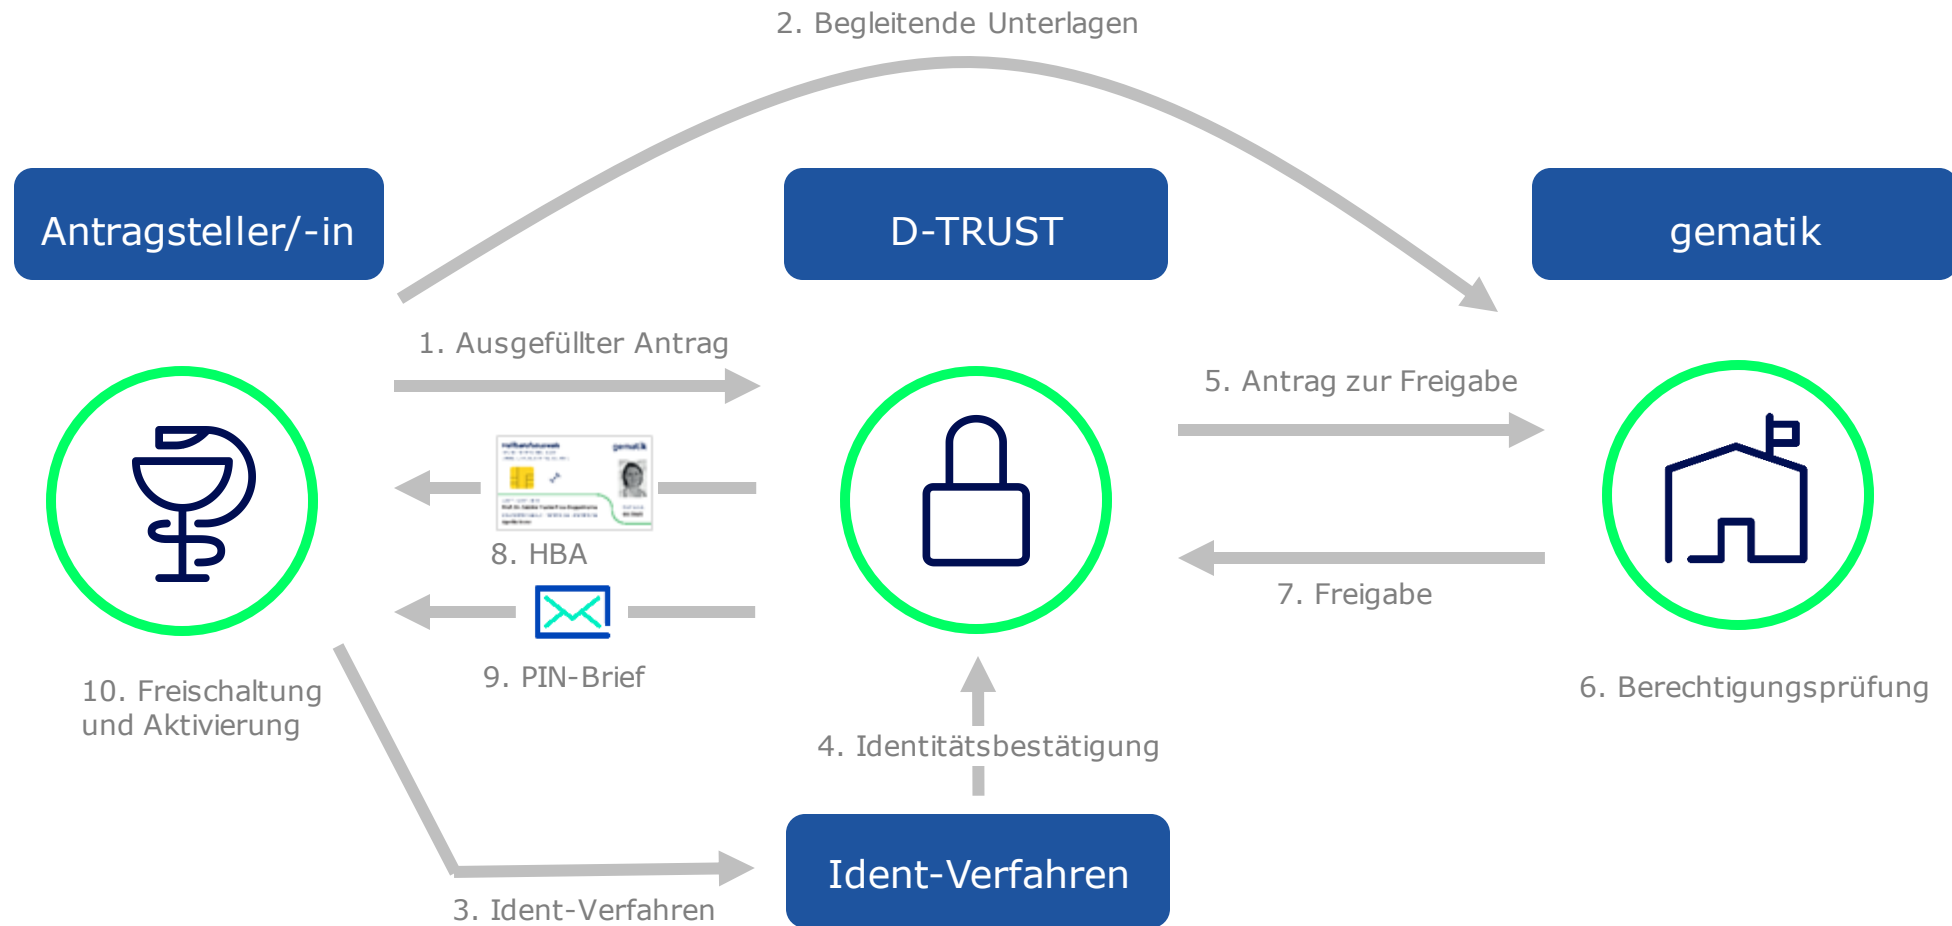 2. Begleitende Unterlagen
Antragsteller/-in
D-TRUST
gematik
1. Ausgefüllter Antrag
5. Antrag zur Freigabe
gematik
8. HBA
7. Freigabe
9. PIN-Brief
10. Freischaltung
und Aktivierung
6. Berechtigungsprüfung
4. Identitätsbestätigung
Ident-Verfahren
3. Ident-Verfahren